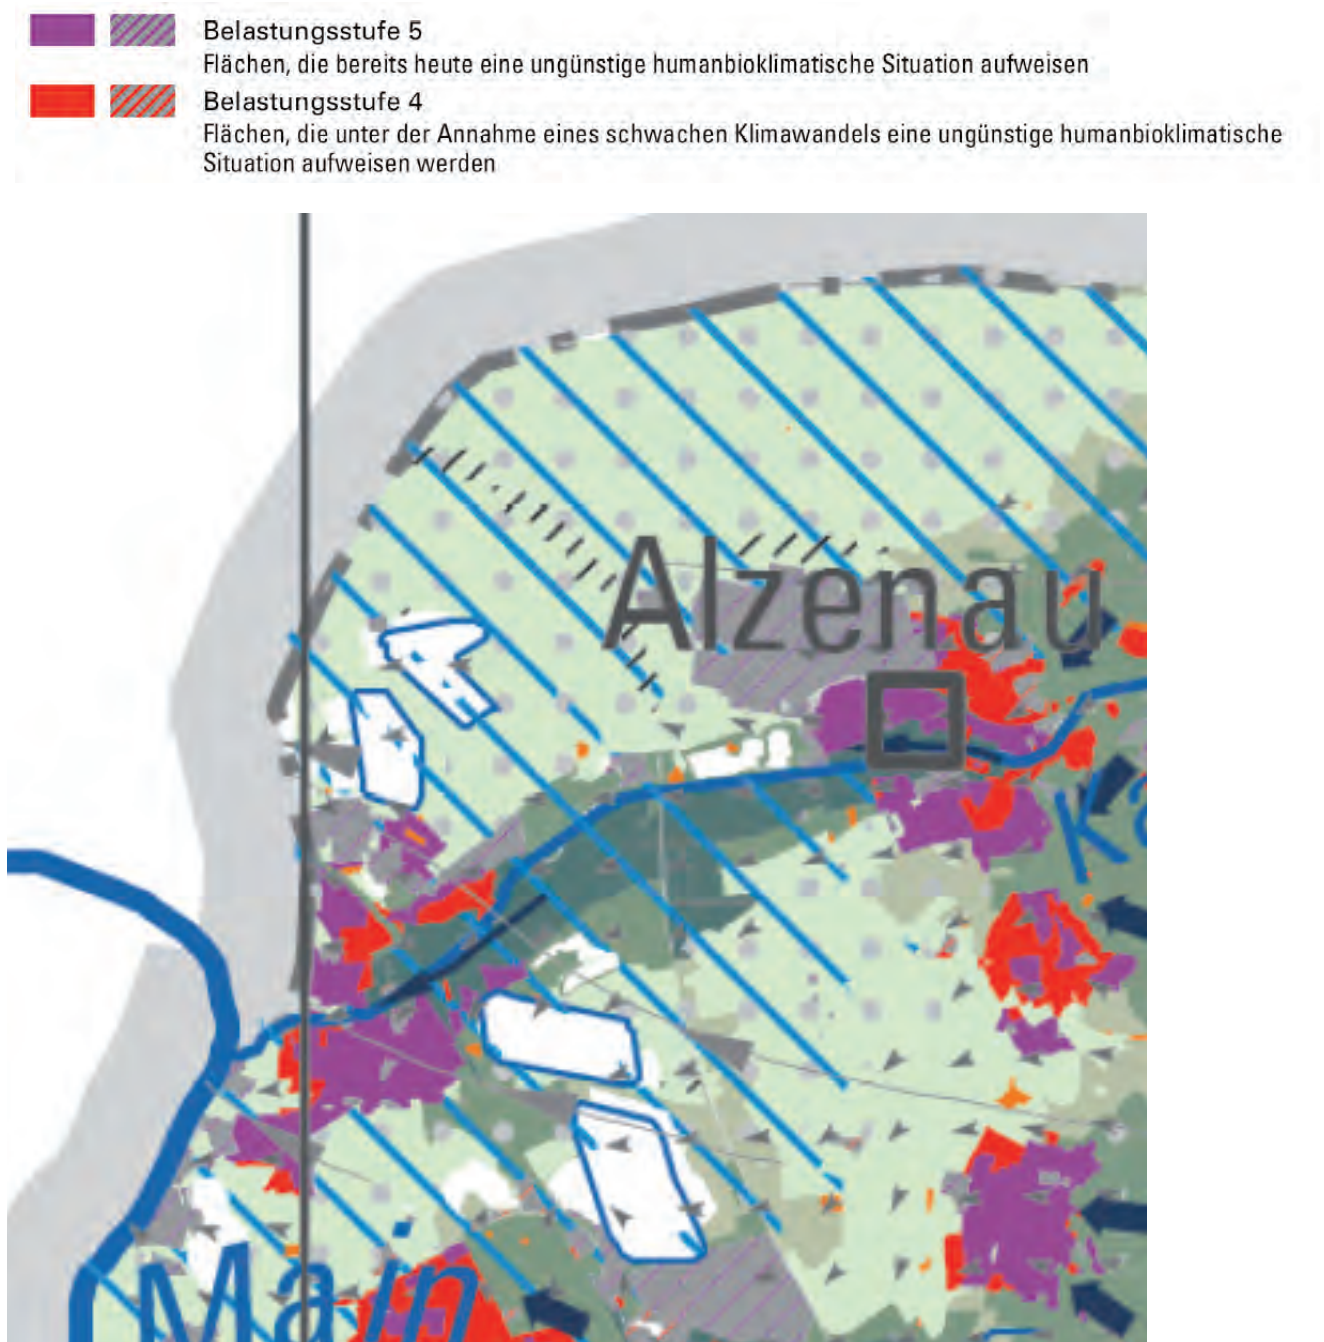 Belastungsstufe 5
Flächen, die bereits heute eine ungünstige humanbioklimatische Situation aufweisen
Belastungsstufe 4
Flächen, die unter der Annahme eines schwachen Klimawandels eine ungünstige humanbioklimatische
Situation aufweisen werden
Alzenau
Ka
Main